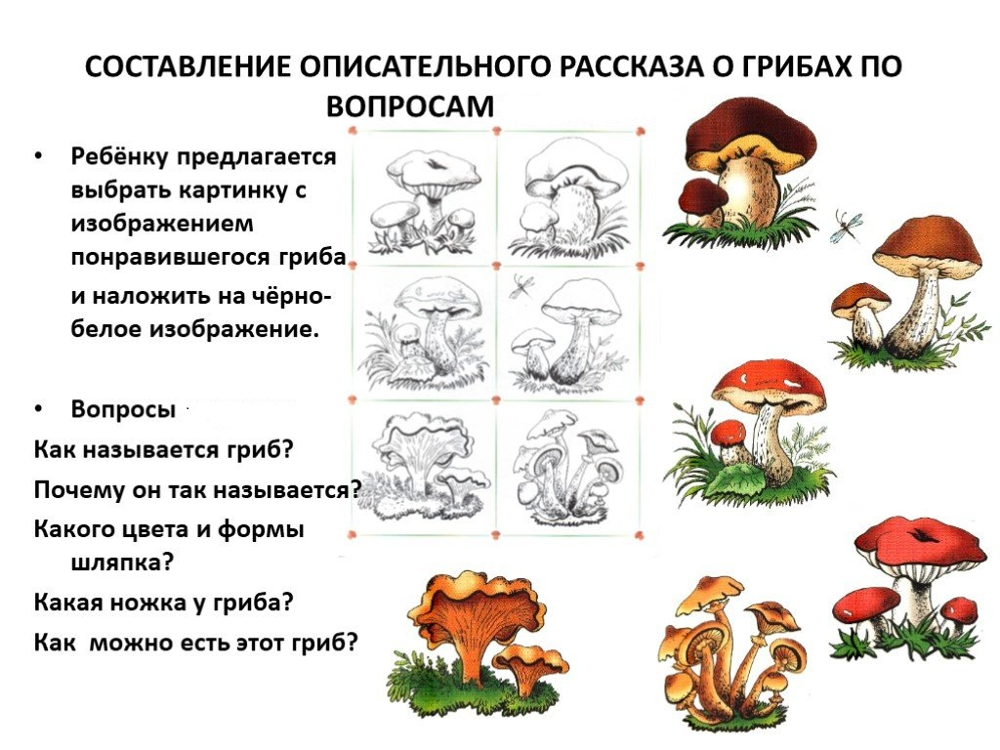 СОСТАВЛЕНИЕ ОПИСАТЕЛЬНОГО РАССКАЗА О ГРИБАХ ПО
ВОПРОСАМ
• Ребёнку предлагается
выбрать картинку с
изображением
понравившегося гриба
и наложить на чёрно-
белое изображение.
• Вопросы
Как называется гриб?
Почему он так называется?
Какого цвета и формы
шляпка?
Какая ножка у гриба?
Как можно есть этот гриб?